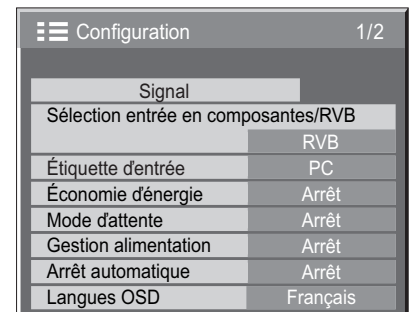 Configuration 1/2
Signal
Sélection entrée en composantes/RVB
RVB
Étiquette d'entrée PC
Économie d'énergie Arrêt
Mode d'attente Arrêt
Gestion alimentation Arrêt
Arrêt automatique Arrêt
Langues OSD Français